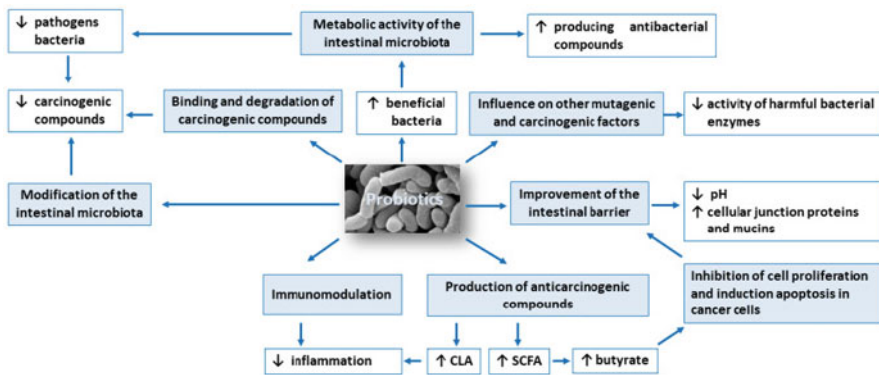 ↓ pathogens
bacteria
Metabolic activity of the
intestinal microbiota
↑ producing antibacterial
compounds
↓ carcinogenic
compounds
Binding and degradation of
carcinogenic compounds
↑ beneficial
bacteria
Influence on other mutagenic
and carcinogenic factors
↓ activity of harmful bacterial
enzymes
Modification of the
intestinal microbiota
Probiotics
Improvement of the
intestinal barrier
↓ pH
↑ cellular junction proteins
and mucins
Immunomodulation
Production of anticarcinogenic
compounds
Inhibition of cell proliferation
and induction apoptosis in
cancer cells
↓ inflammation
↑ CLA
↑ SCFA
↑ butyrate